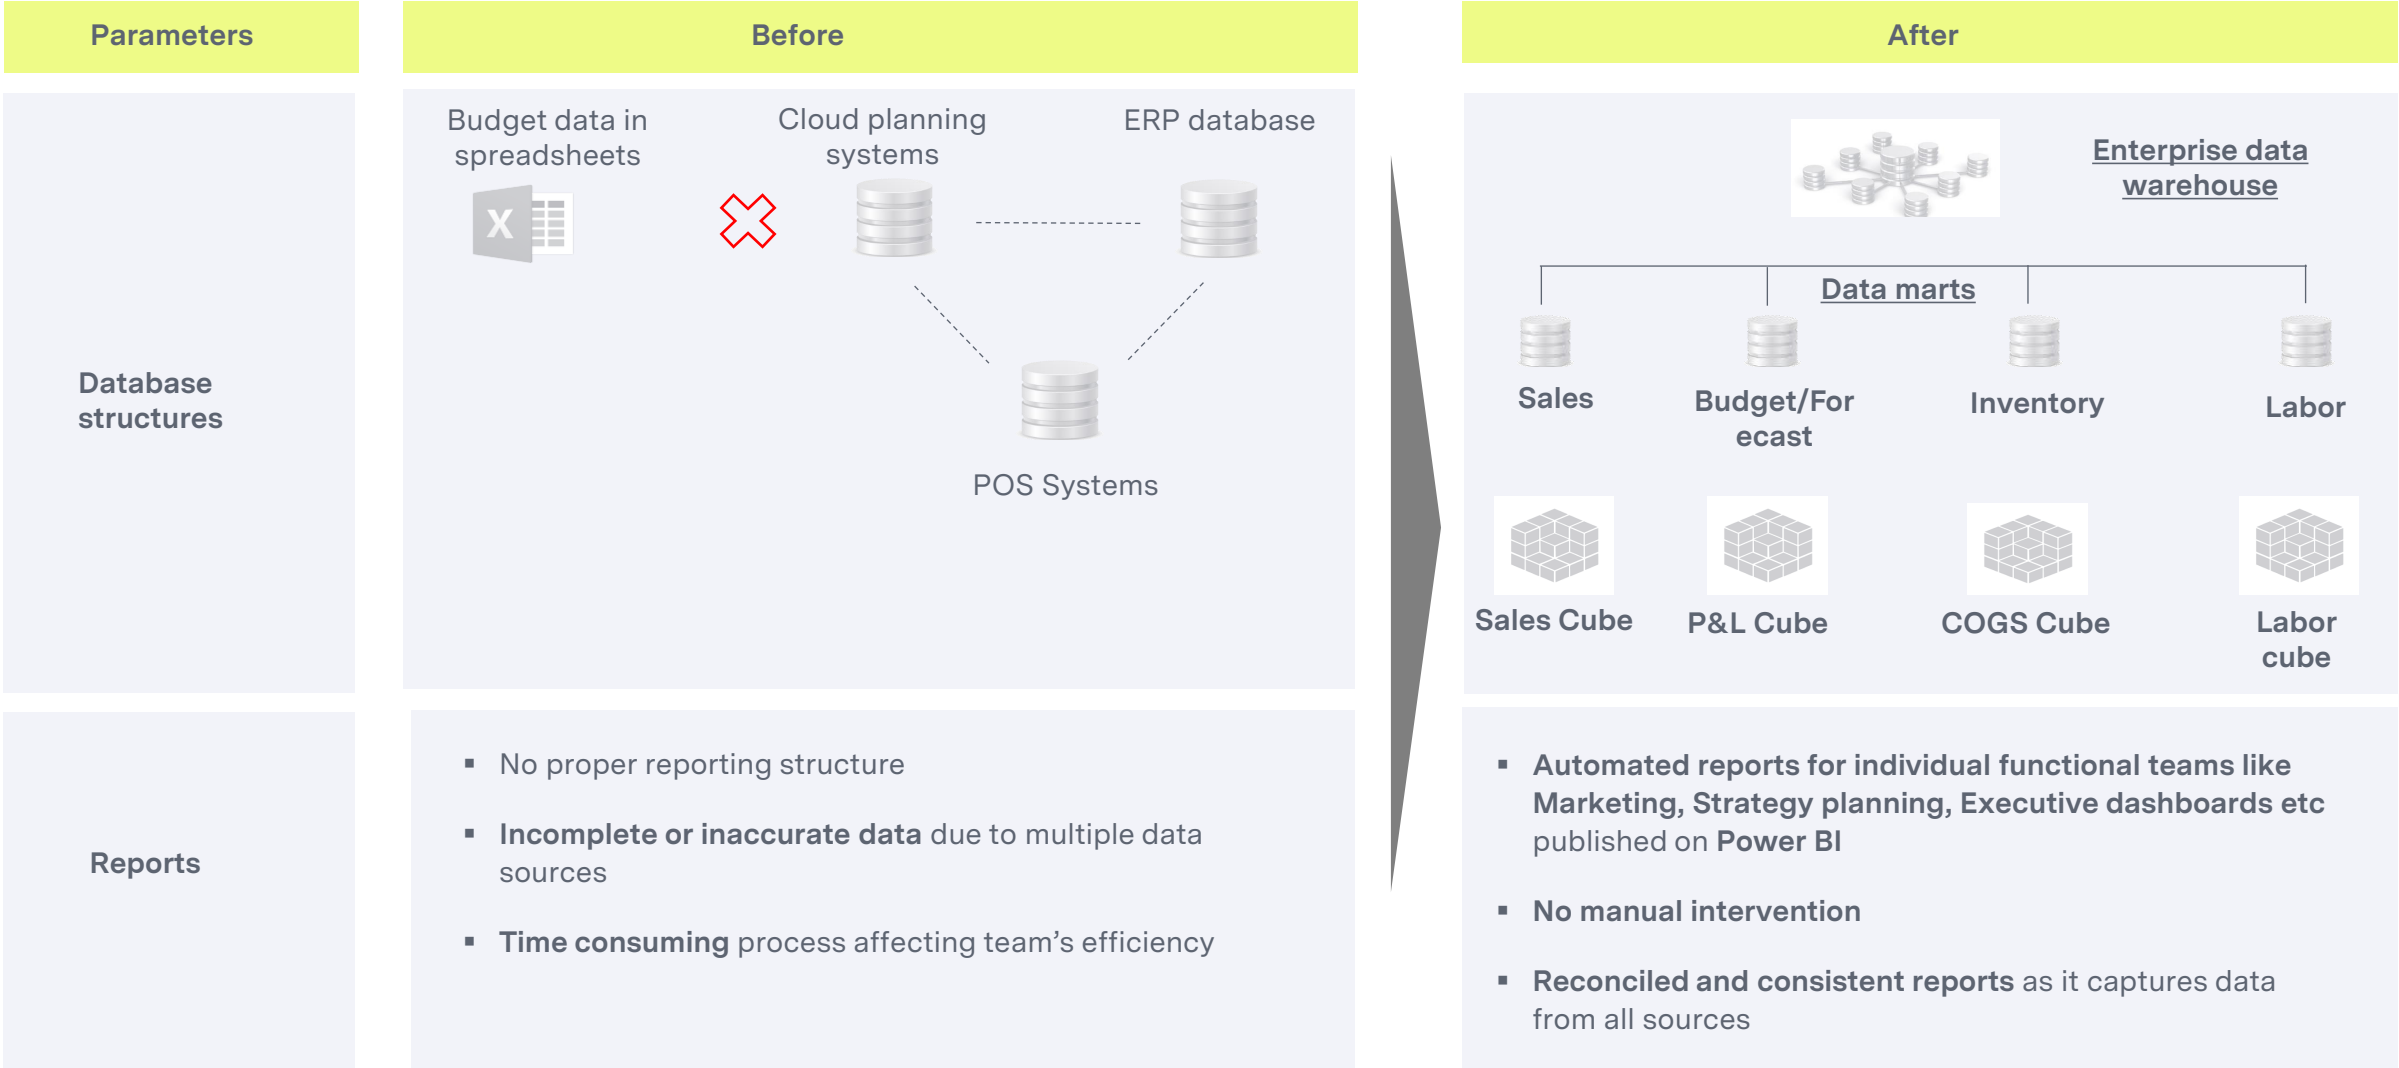 Parameters
Before
After
Database
structures
Budget data in
spreadsheets
X
Cloud planning
systems
ERP database
POS Systems
Enterprise data
warehouse
Data marts
Sales
Budget/For
ecast
Inventory
Labor
Sales Cube
P&L Cube
COGS Cube
Labor
cube
Reports
▪ No proper reporting structure
▪ Incomplete or inaccurate data due to multiple data
sources
▪ Time consuming process affecting team’s efficiency
▪ Automated reports for individual functional teams like
Marketing, Strategy planning, Executive dashboards etc
published on Power BI
▪ No manual intervention
▪ Reconciled and consistent reports as it captures data
from all sources